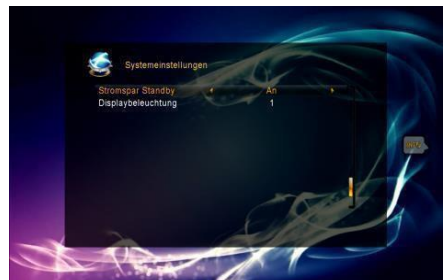 Systemeinstellungen
Stromspar Standby An
Displaybeleuchtung 1